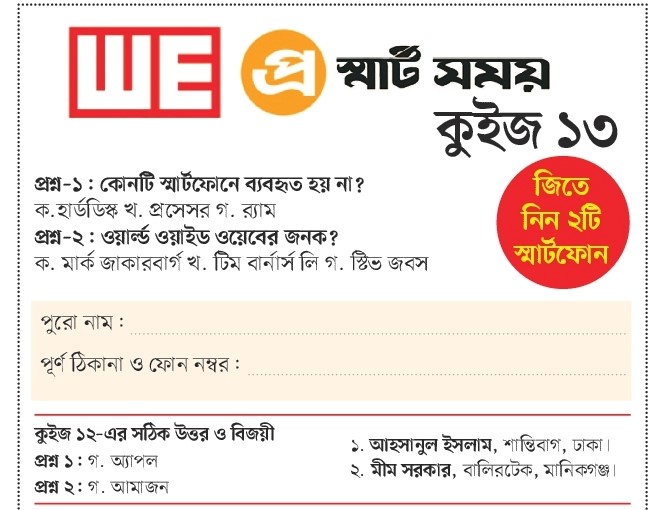 WE প্র স্মার্ট সময়
কুইজ ১৩
প্রশ্ন-১ : কোনটি স্মার্টফোনে ব্যবহৃত হয় না?
ক.হার্ডডিস্ক খ. প্রসেসর গ. র‍্যাম
প্রশ্ন-২ : ওয়ার্ল্ড ওয়াইড ওয়েবের জনক?
ক. মার্ক জাকারবার্গ খ. টিম বার্নার্স লি গ. স্টিভ জবস
জিতে
নিন ২টি
স্মার্টফোন
পুরো নাম :
পূর্ণ ঠিকানা ও ফোন নম্বর :
কুইজ ১২-এর সঠিক উত্তর ও বিজয়ী
প্রশ্ন ১ : গ. অ্যাপল
প্রশ্ন ২ : গ. আমাজন
১. আহসানুল ইসলাম, শান্তিবাগ, ঢাকা।
২. মীম সরকার, বালিরটেক, মানিকগঞ্জ।